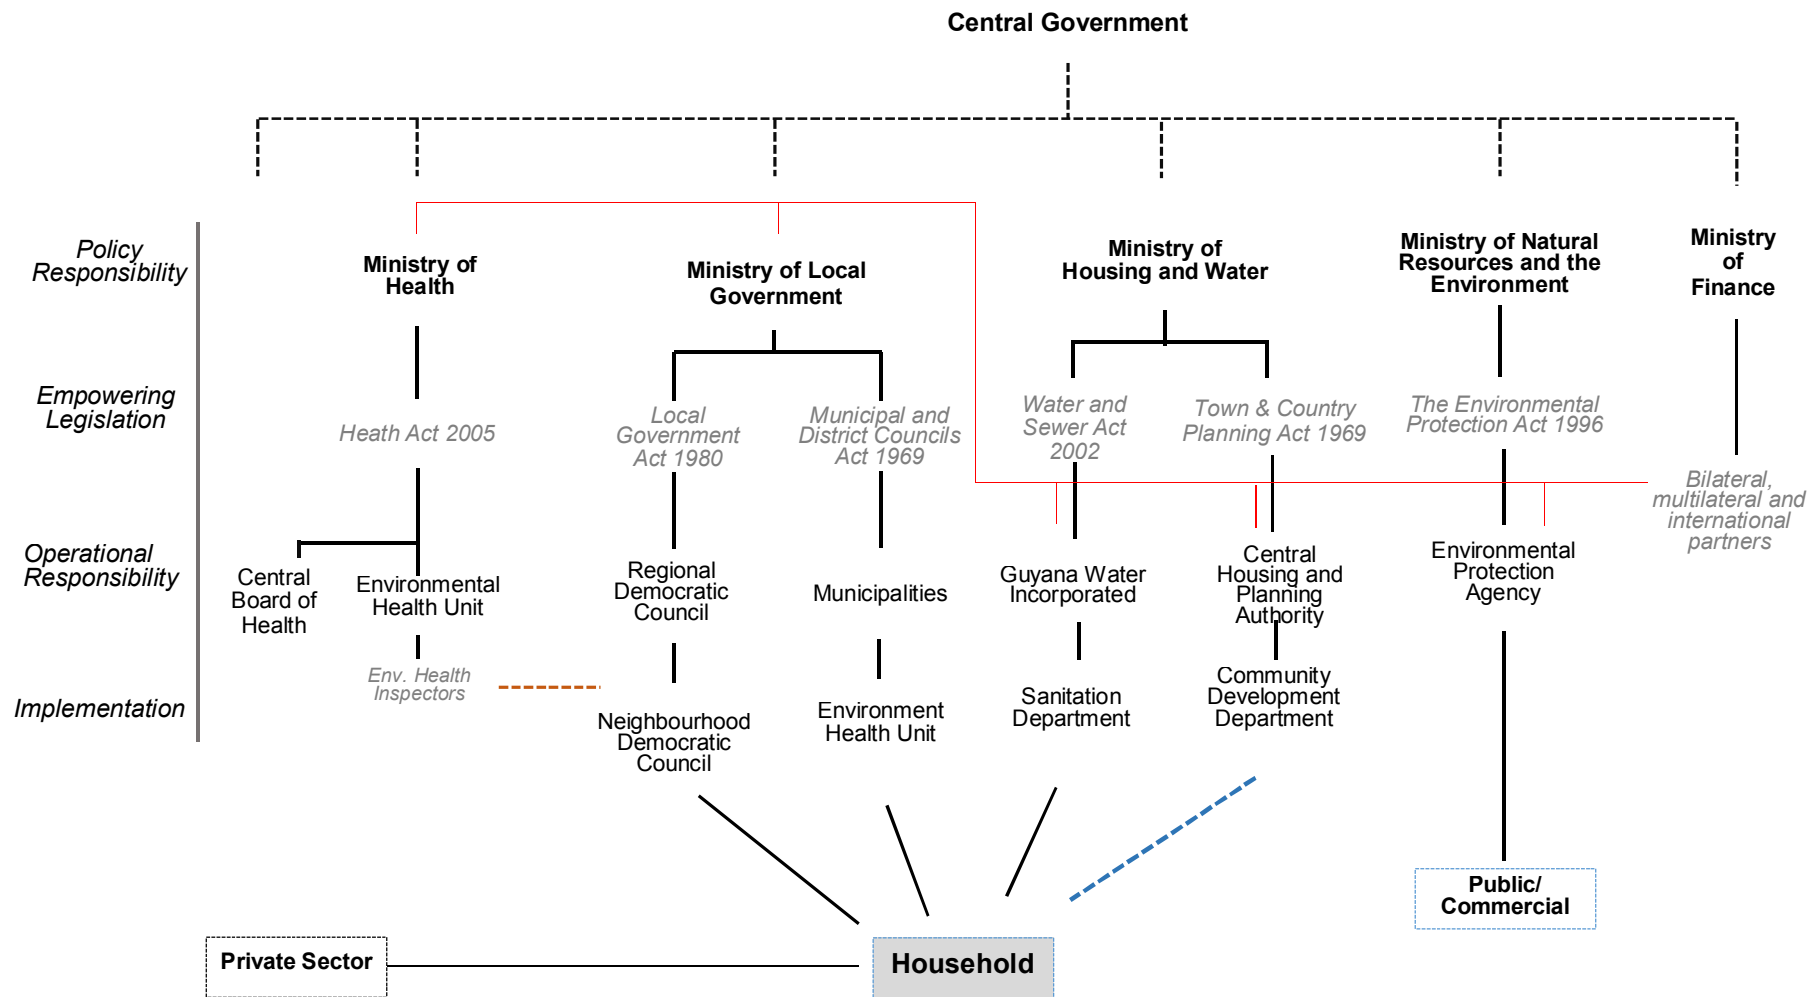 Central Government
Policy
Responsibility
Ministry of
Health
Ministry of Local
Government
Ministry of
Housing and Water
Ministry of Natural
Resources and the
Environment
Ministry
of
Finance
Empowering
Legislation
Heath Act 2005
Local
Government
Act 1980
Municipal and
District Councils
Act 1969
Water and
Sewer Act
2002
Town & Country
Planning Act 1969
The Environmental
Protection Act 1996
Bilateral,
multilateral and
international
partners
Operational
Responsibility
Central
Board of
Health
Environmental
Health Unit
Regional
Democratic
Council
Municipalities
Guyana Water
Incorporated
Central
Housing and
Planning
Authority
Environmental
Protection
Agency
Implementation
Env. Health
Inspectors
Neighbourhood
Democratic
Council
Environment
Health Unit
Sanitation
Department
Community
Development
Department
Public/
Commercial
Private Sector
Household